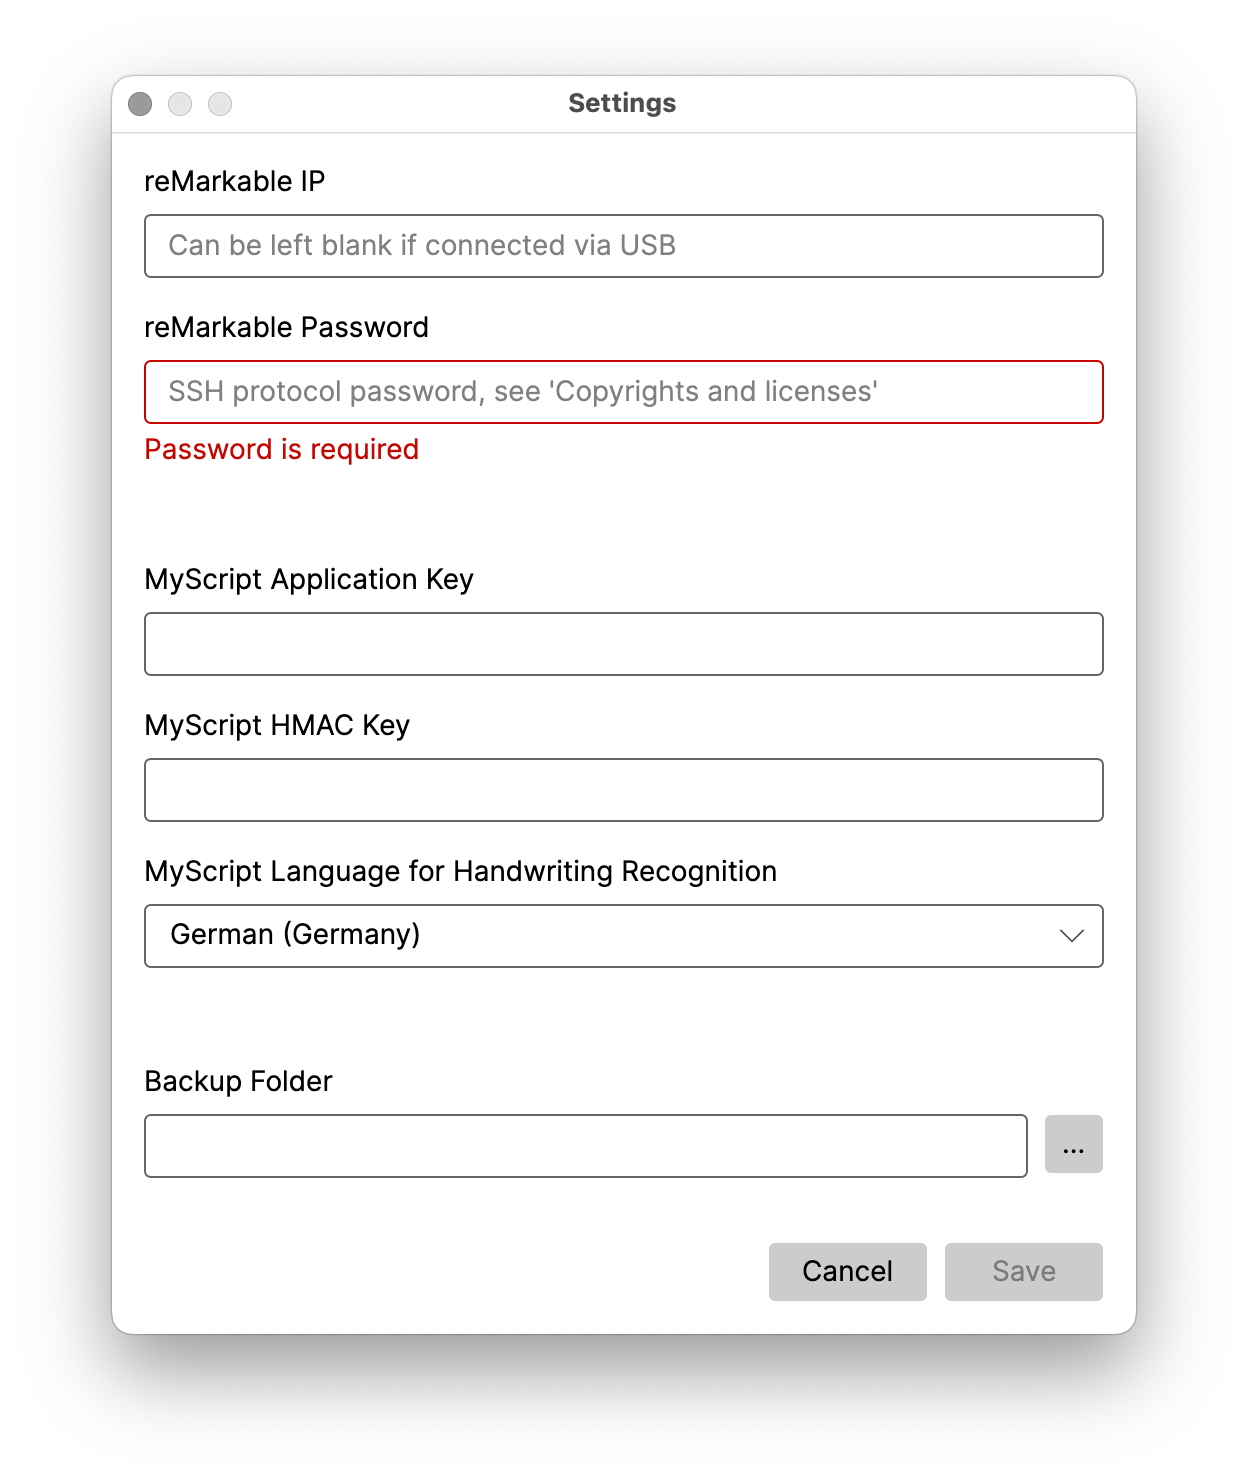 Settings
reMarkable IP
Can be left blank if connected via USB
reMarkable Password
SSH protocol password, see 'Copyrights and licenses'
Password is required
MyScript Application Key
MyScript HMAC Key
MyScript Language for Handwriting Recognition
German (Germany)
Backup Folder
...
Cancel Save